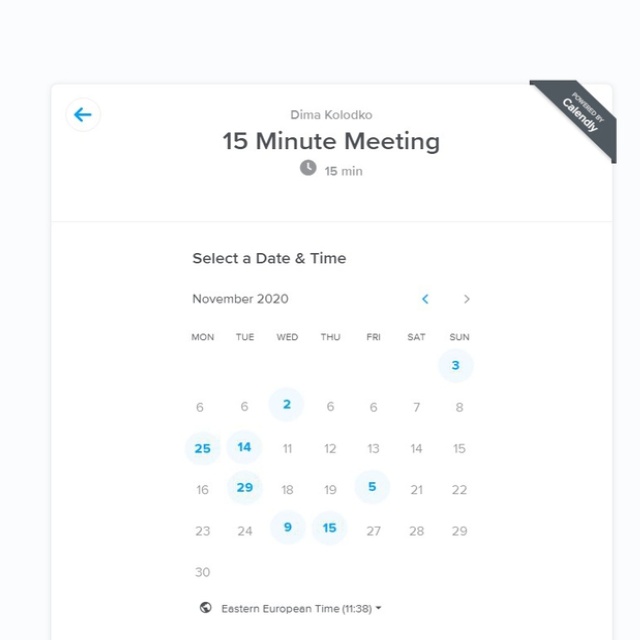 POWERED BY
Calendly
Dima Kolodko
15 Minute Meeting
15 min
Select a Date & Time
November 2020
MON TUE WED THU FRI SAT SUN
3
6 6 2 6 6 7 8
25 14 11 12 13 14 15
16 29 18 19 5 21 22
23 24 9 15 27 28 29
30
Eastern European Time (11:38)